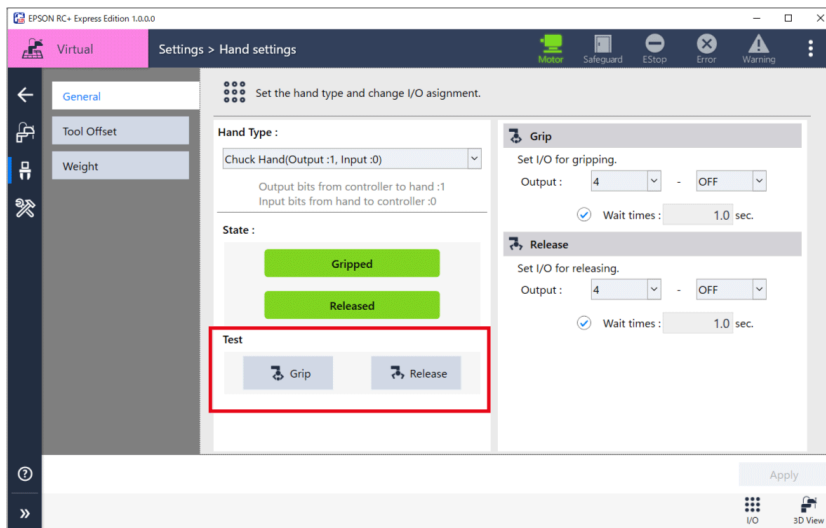 EPSON RC+ Express Edition 1.0.0.0
Virtual
Settings > Hand settings
Motor
Safeguard
EStop
Error
Warning
General
Tool Offset
Weight
Set the hand type and change I/O asignment.
Hand Type :
Chuck Hand(Output :1, Input :0)
Output bits from controller to hand :1
Input bits from hand to controller :0
State :
Gripped
Released
Test
Grip
Release
Grip
Set I/O for gripping.
Output : 4 - OFF
Wait times : 1.0 sec.
Release
Set I/O for releasing.
Output : 4 - OFF
Wait times : 1.0 sec.
Apply
I/O
3D View